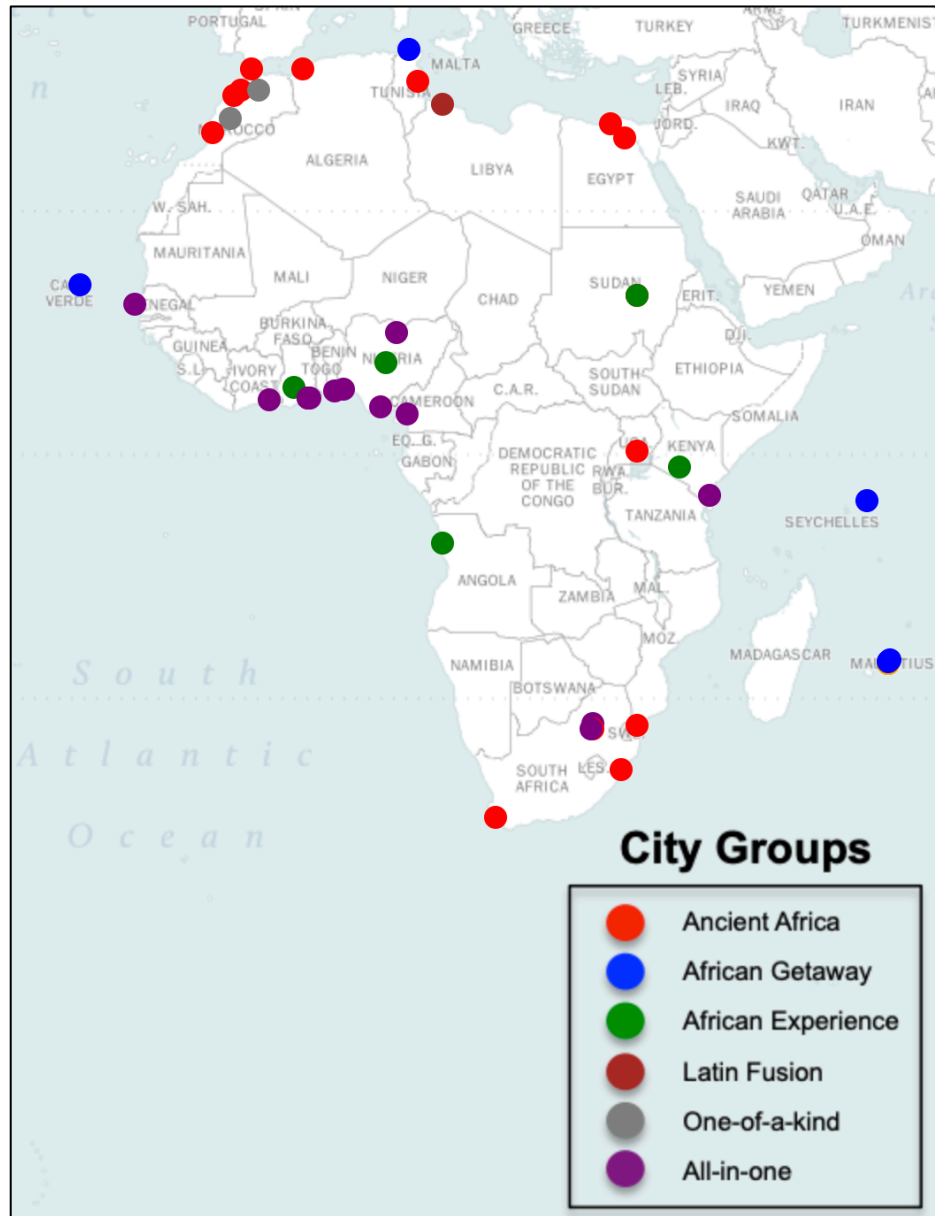 PORTUGAL
GREECE
TURKEY
TURKMENIST
MALTA
SYRIA
LEB.
TUNISIA
IRAQ
IRAN
JORD.
KWT.
ALGERIA
LIBYA
EGYPT
SAUDI
ARABIA
QATAR
U.A.E.
OMAN
W. SAH.
MAURITANIA
MALI
NIGER
CHAD
SUDAN
ERIT.
YEMEN
VERDE
BURKINA
FASO
DJI.
GUINEA
BENIN
S.L.
IVORY
COAST
TOGO
ETHIOPIA
SOUTH
SUDAN
C.A.R.
CAMEROON
SOMALIA
EQ. G.
GABON
DEMOCRATIC
REPUBLIC
OF THE
CONGO
KENYA
RWA.
BUR.
TANZANIA
SEYCHELLES
ANGOLA
ZAMBIA
MAL.
MOZ.
MADAGASCAR
NAMIBIA
BOTSWANA
South
Atlantic
Ocean
SOUTH
AFRICA
LES.
City Groups
Ancient Africa
African Getaway
African Experience
Latin Fusion
One-of-a-kind
All-in-one